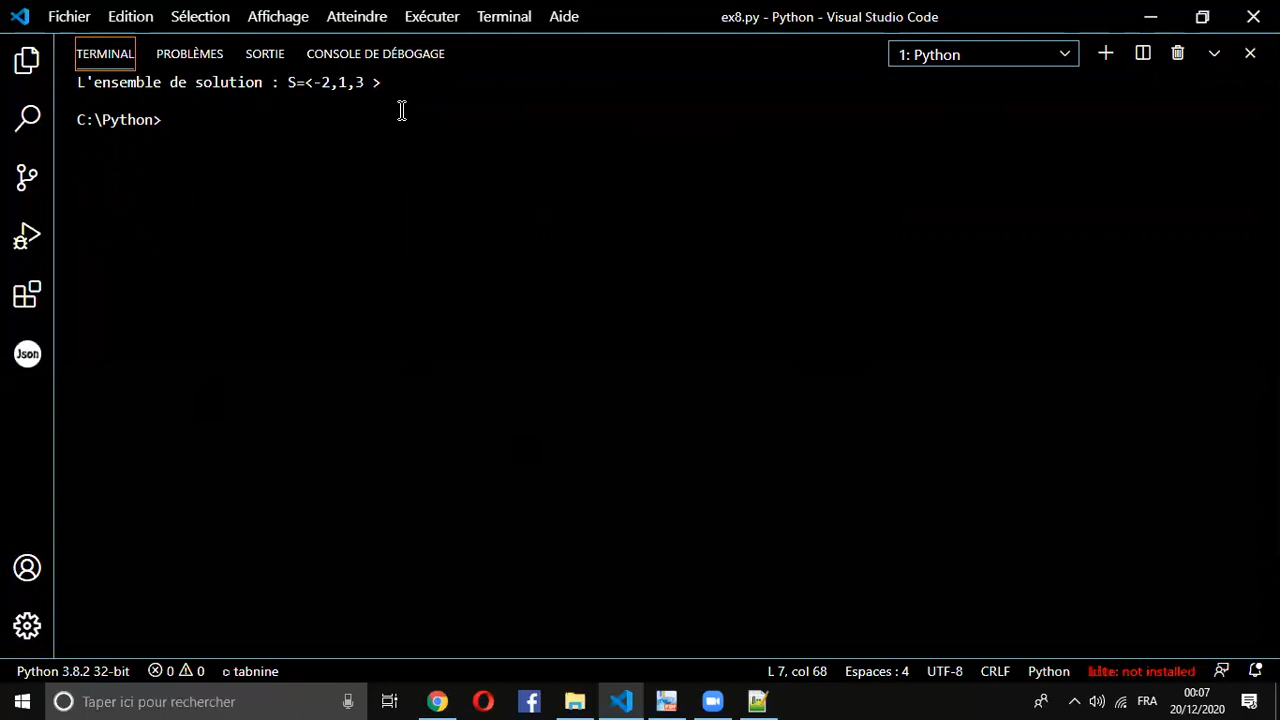 Fichier Edition Sélection Affichage Atteindre Exécuter Terminal Aide ex8.py - Python - Visual Studio Code
TERMINAL PROBLÈMES SORTIE CONSOLE DE DÉBOGAGE 1: Python
L'ensemble de solution : S=<-2,1,3 >
C:\Python>
Json
Python 3.8.2 32-bit 0 0 tabnine L 7, col 68 Espaces : 4 UTF-8 CRLF Python kite: not installed
Taper ici pour rechercher FRA 00:07
20/12/2020